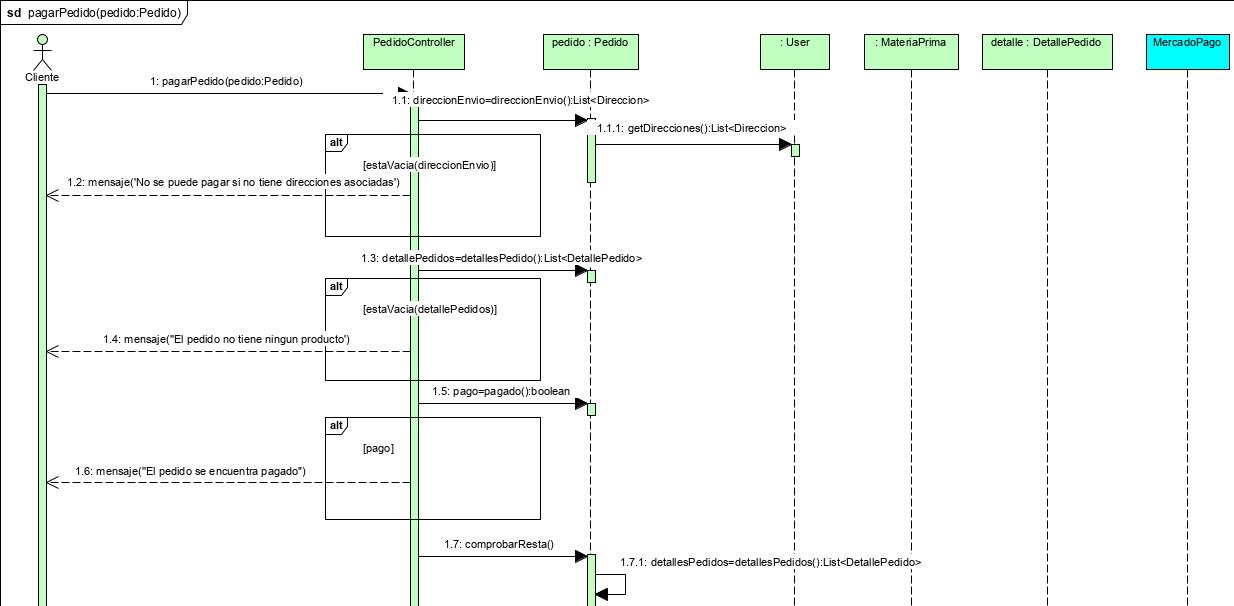 sd pagarPedido(pedido:Pedido)
Cliente
PedidoController
pedido : Pedido
: User
: MateriaPrima
detalle : DetallePedido
MercadoPago
1: pagarPedido(pedido:Pedido)
1.1: direccionEnvio=direccionEnvio():List<Direccion>
1.1.1: getDirecciones():List<Direccion>
alt
[estaVacia(direccionEnvio)]
1.2: mensaje('No se puede pagar si no tiene direcciones asociadas')
1.3: detallePedidos=detallesPedido():List<DetallePedido>
alt
[estaVacia(detallePedidos)]
1.4: mensaje("El pedido no tiene ningun producto')
1.5: pago=pagado():boolean
alt
[pago]
1.6: mensaje("El pedido se encuentra pagado")
1.7: comprobarResta()
1.7.1: detallesPedidos=detallesPedidos():List<DetallePedido>